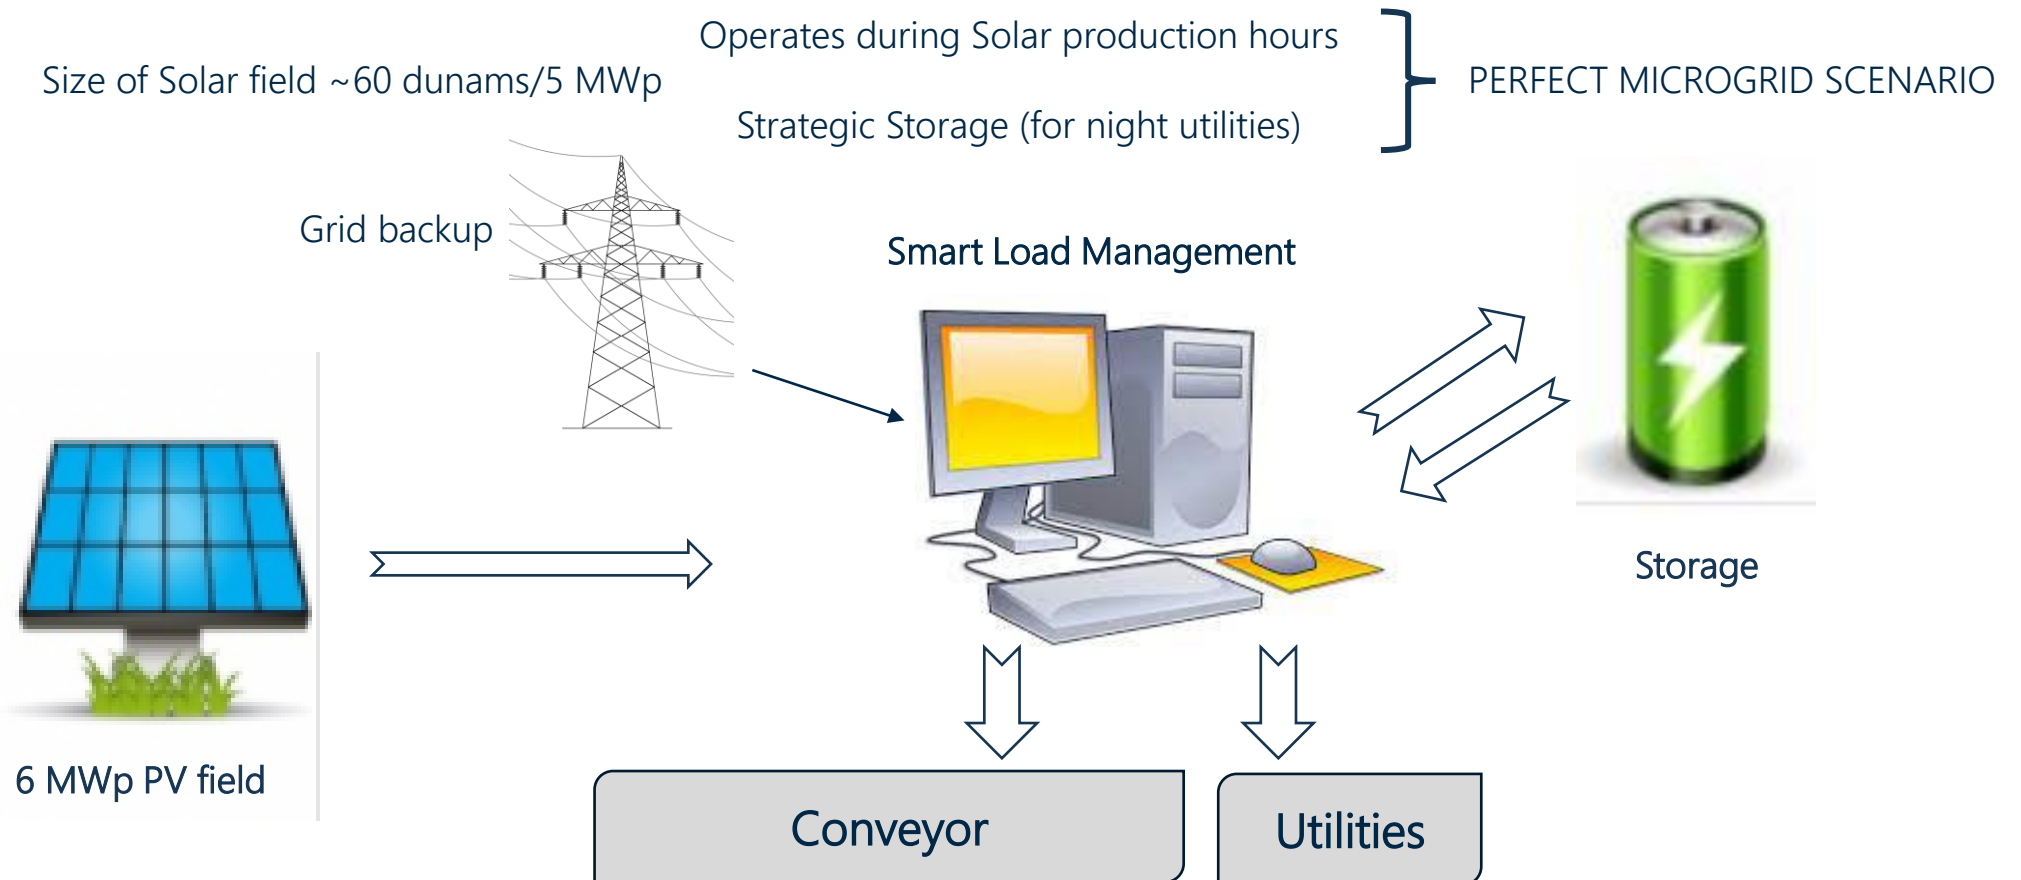 Operates during Solar production hours
Size of Solar field ~60 dunams/5 MWp
PERFECT MICROGRID SCENARIO
Strategic Storage (for night utilities)
Grid backup
Smart Load Management
Storage
6 MWp PV field
Conveyor
Utilities